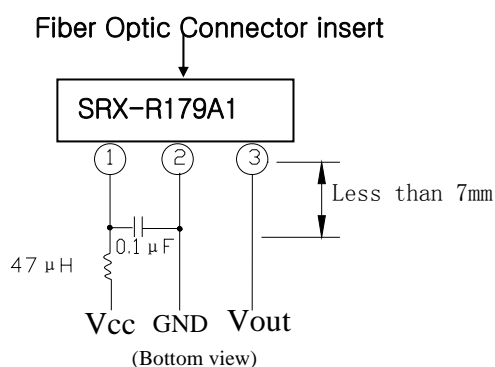 Fiber Optic Connector insert
SRX-R179A1
1 2 3
Less than 7mm
0.1 μF
47 μH
Vcc GND Vout
(Bottom view)